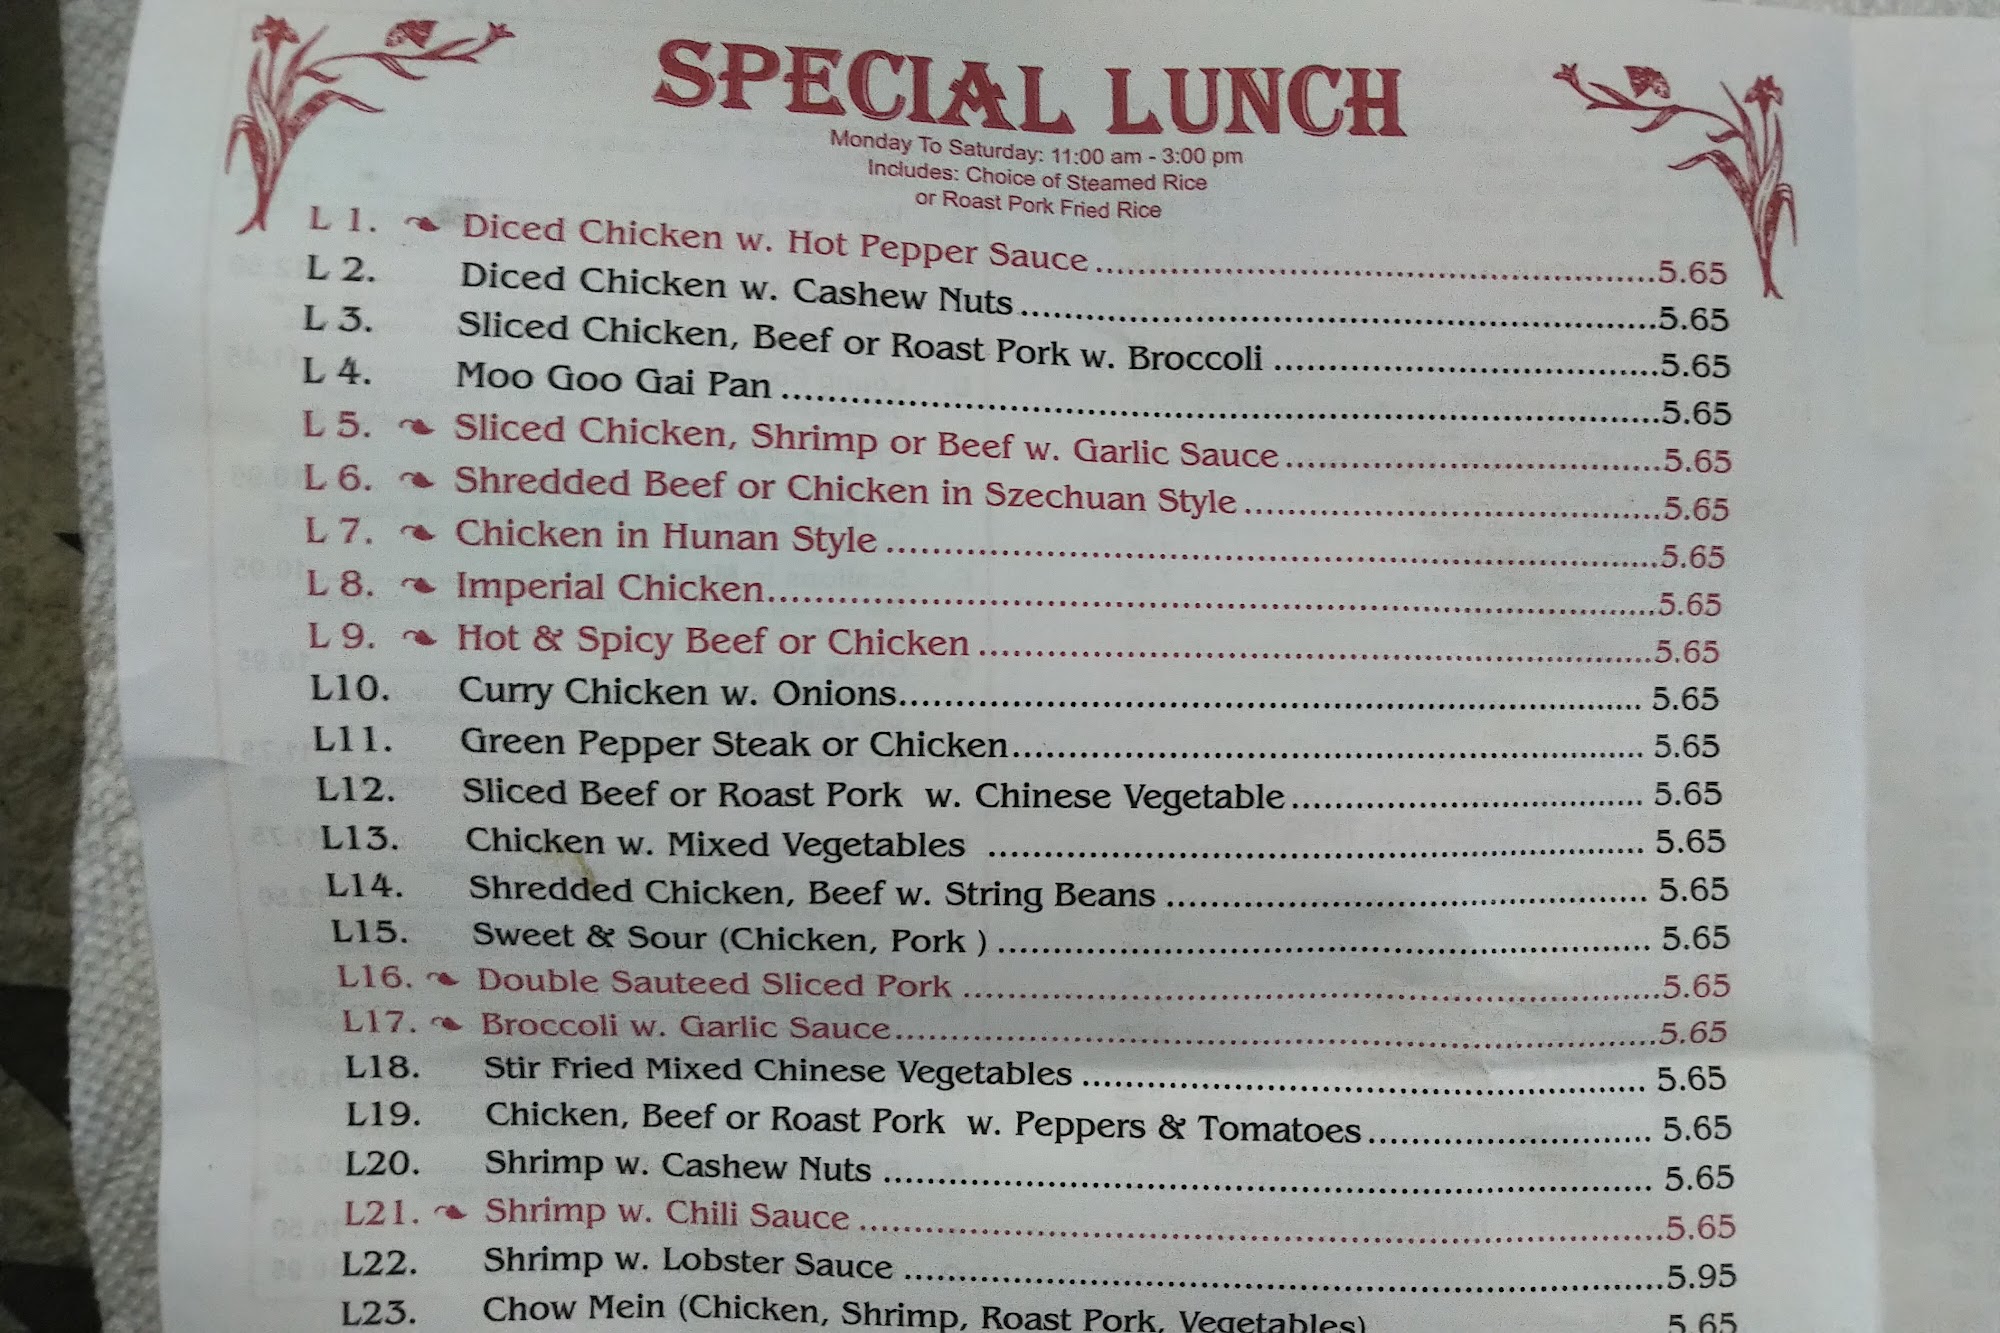 SPECIAL LUNCH
Monday To Saturday: 11:00 am - 3:00 pm
Includes: Choice of Steamed Rice
or Roast Pork Fried Rice
L 1. Diced Chicken w. Hot Pepper Sauce 5.65
L 2. Diced Chicken w. Cashew Nuts 5.65
L 3. Sliced Chicken, Beef or Roast Pork w. Broccoli 5.65
L 4. Moo Goo Gai Pan 5.65
L 5. Sliced Chicken, Shrimp or Beef w. Garlic Sauce 5.65
L 6. Shredded Beef or Chicken in Szechuan Style 5.65
L 7. Chicken in Hunan Style 5.65
L 8. Imperial Chicken 5.65
L 9. Hot & Spicy Beef or Chicken 5.65
L10. Curry Chicken w. Onions 5.65
L11. Green Pepper Steak or Chicken 5.65
L12. Sliced Beef or Roast Pork w. Chinese Vegetable 5.65
L13. Chicken w. Mixed Vegetables 5.65
L14. Shredded Chicken, Beef w. String Beans 5.65
L15. Sweet & Sour (Chicken, Pork ) 5.65
L16. Double Sauteed Sliced Pork 5.65
L17. Broccoli w. Garlic Sauce 5.65
L18. Stir Fried Mixed Chinese Vegetables 5.65
L19. Chicken, Beef or Roast Pork w. Peppers & Tomatoes 5.65
L20. Shrimp w. Cashew Nuts 5.65
L21. Shrimp w. Chili Sauce 5.65
L22. Shrimp w. Lobster Sauce 5.95
L23. Chow Mein (Chicken, Shrimp, Roast Pork, Vegetables) 5.65